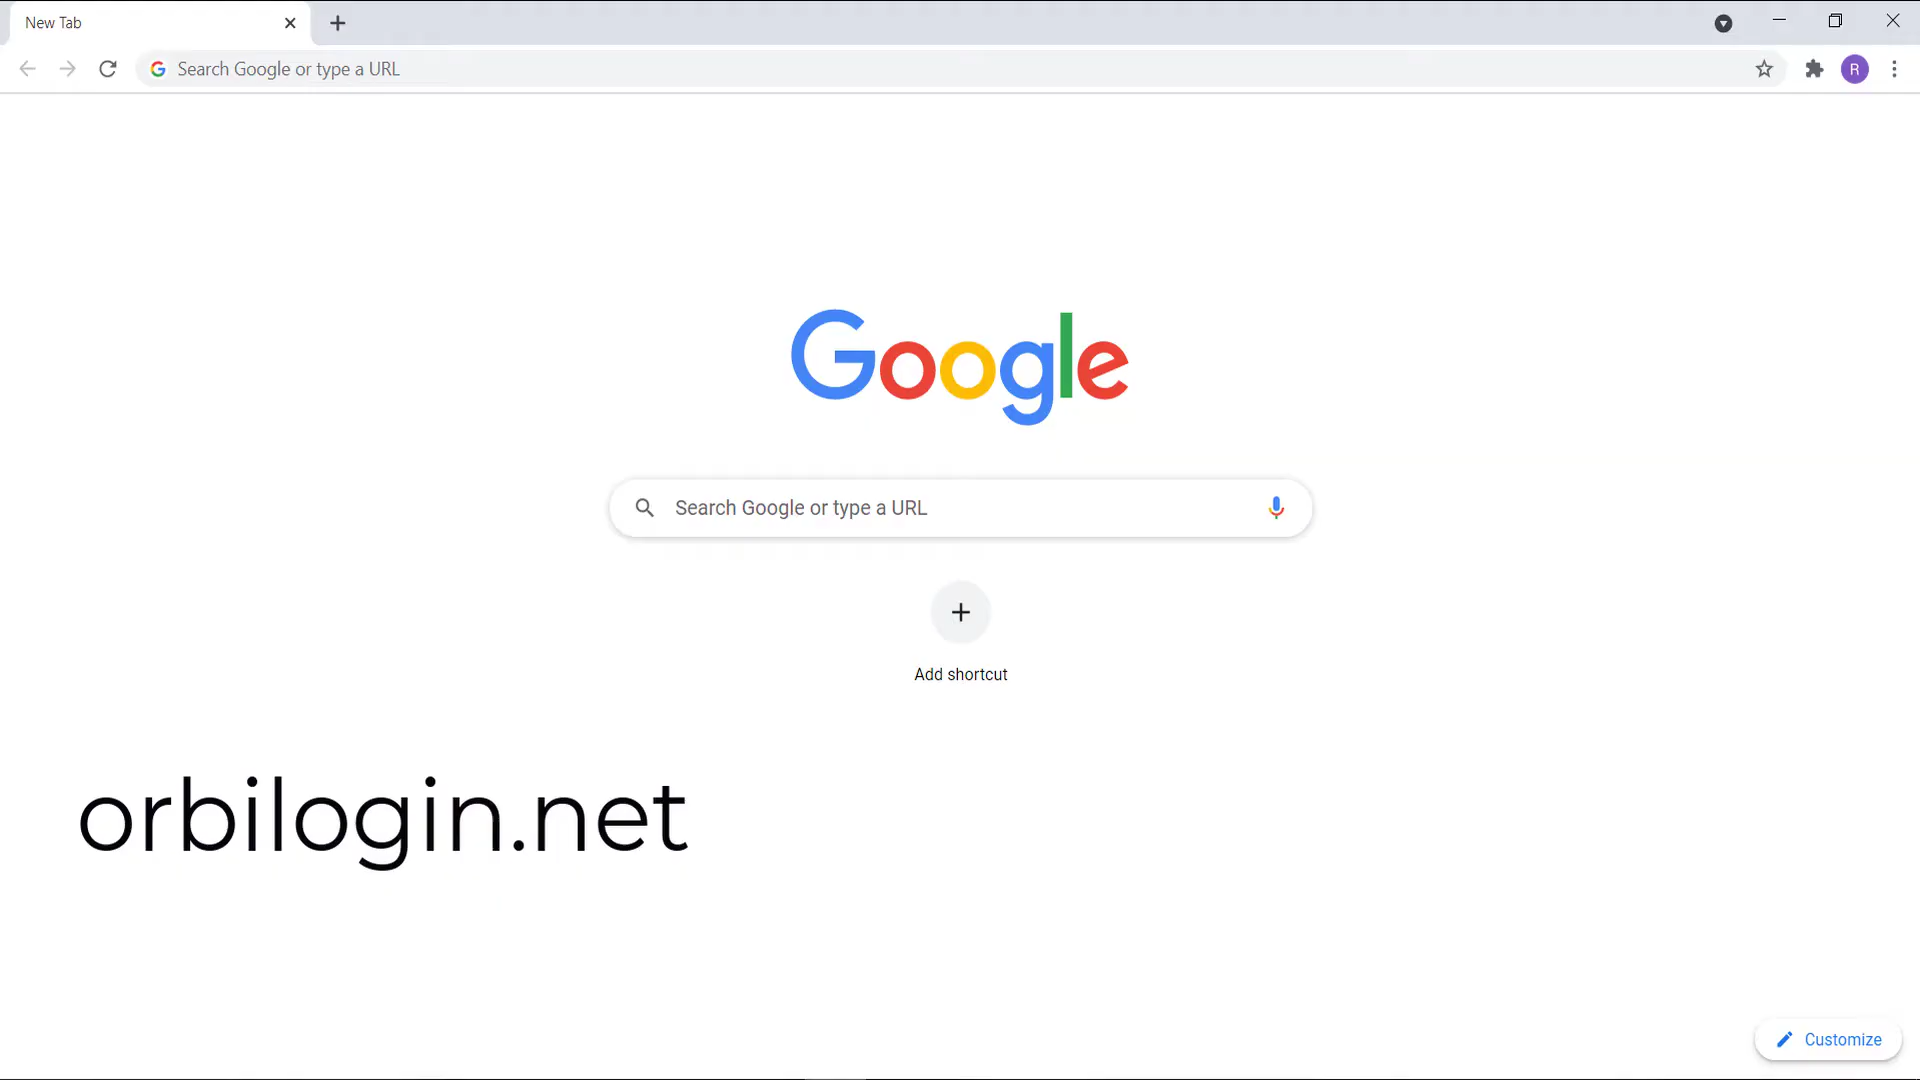 New Tab
Search Google or type a URL
R
Google
Search Google or type a URL
Add shortcut
orbilogin.net
Customize